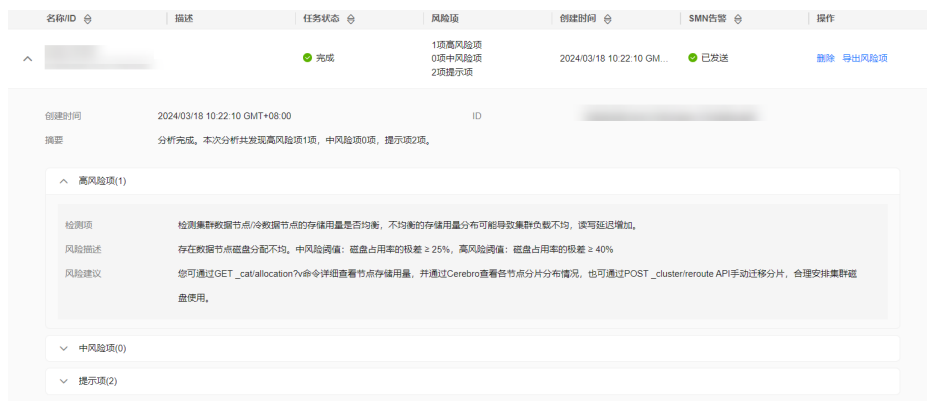 名称/ID 描述 任务状态 风险项 创建时间 SMN告警 操作
1项高风险项
完成 0项中风险项 2024/03/18 10:22:10 GM... 已发送 删除 导出风险项
2项提示项
创建时间 2024/03/18 10:22:10 GMT+08:00 ID
摘要 分析完成。本次分析共发现高风险项1项，中风险项0项，提示项2项。
高风险项(1)
检测项 检测集群数据节点/冷数据节点的存储用量是否均衡，不均衡的存储用量分布可能导致集群负载不均，读写延迟增加。
风险描述 存在数据节点磁盘分配不均。中风险阈值：磁盘占用率的极差 ≥ 25%，高风险阈值：磁盘占用率的极差 ≥ 40%
风险建议 您可通过GET _cat/allocation?v命令详细查看节点存储用量，并通过Cerebro查看各节点分片分布情况，也可通过POST _cluster/reroute API手动迁移分片，合理安排集群磁
盘使用。
中风险项(0)
提示项(2)